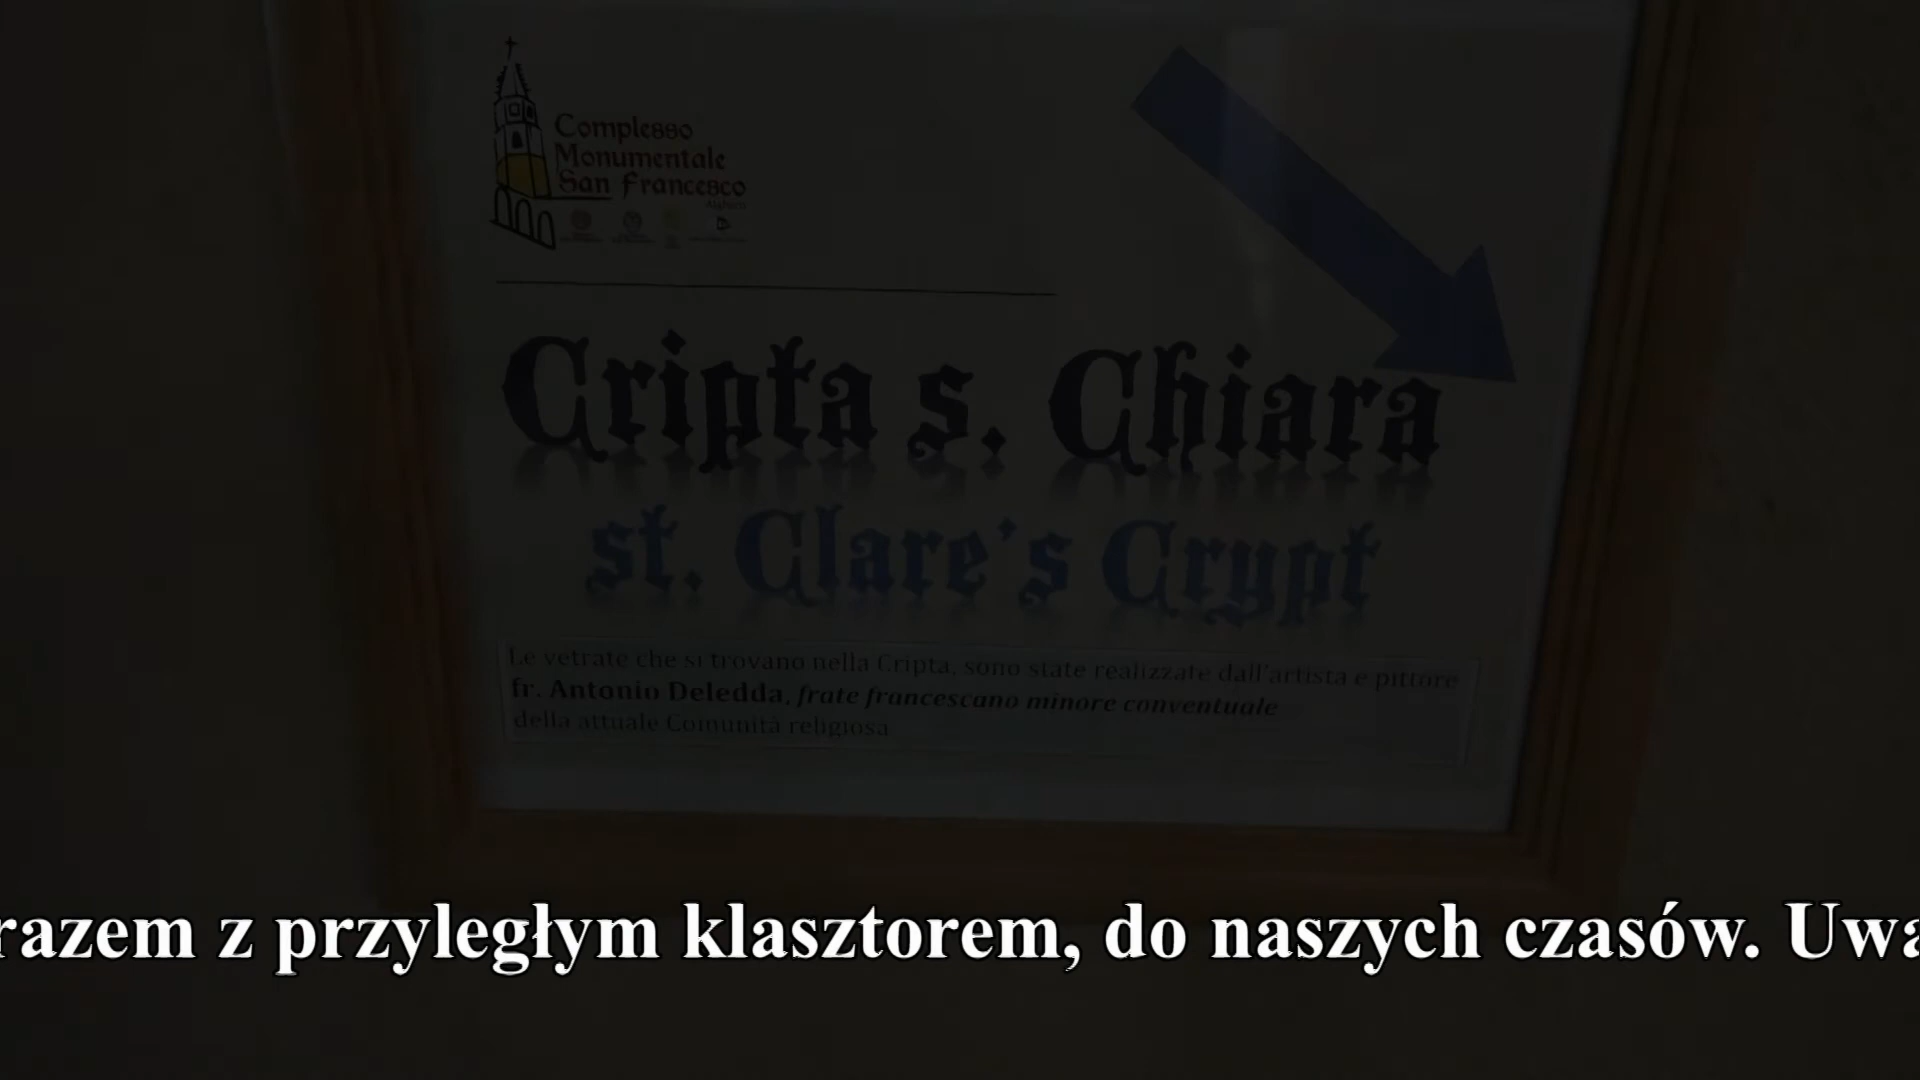 Complesso
Monumentale
San Francesco
Alghero
Cripta s. Chiara
st. Clare's Crypt
Le vetrate che si trovano nella Cripta, sono state realizzate dall'artista e pittore
fr. Antonio Deledda, frate francescano minore conventuale
della attuale Comunità religiosa
razem z przyległym klasztorem, do naszych czasów. Uwa